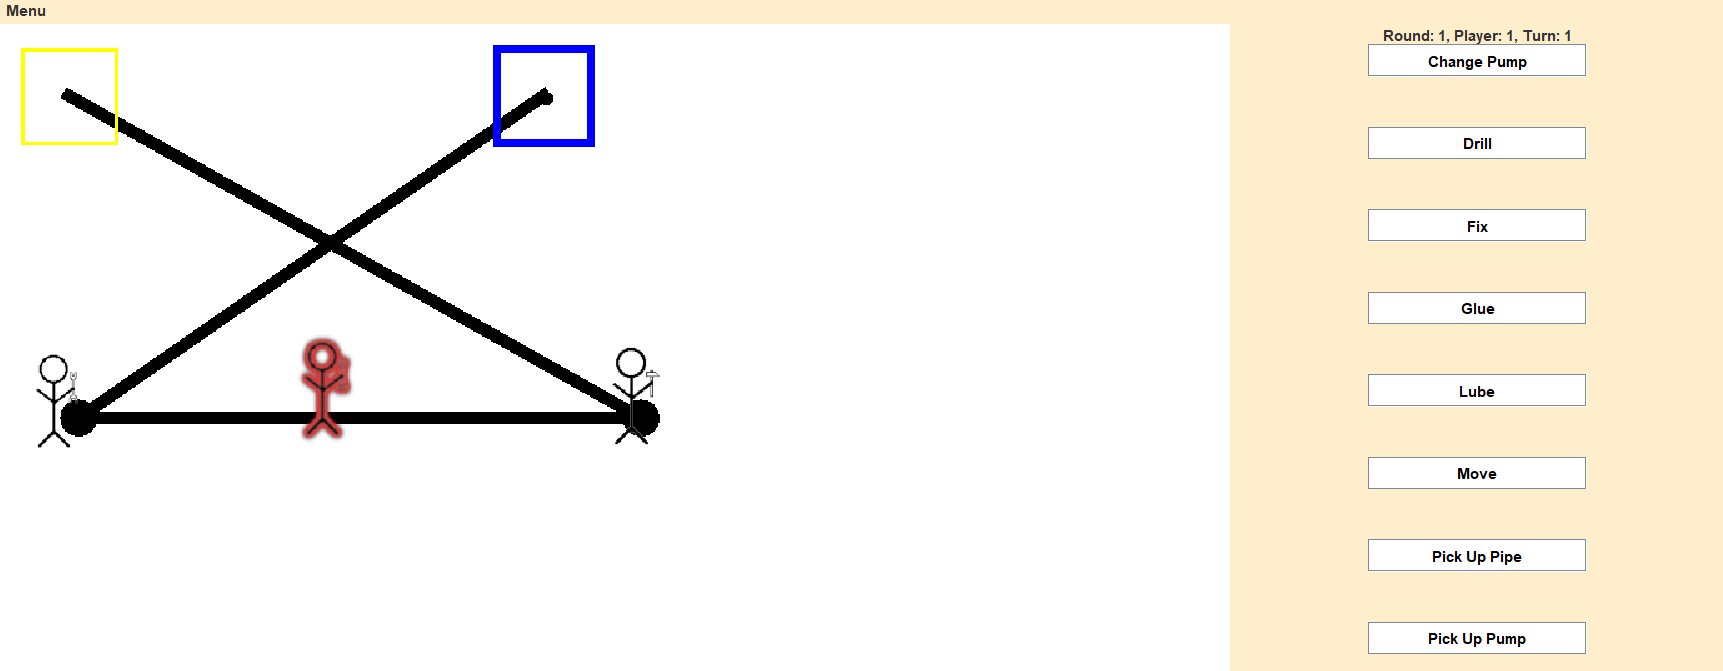 Menu
Round: 1, Player: 1, Turn: 1
Change Pump
Drill
Fix
Glue
Lube
Move
Pick Up Pipe
Pick Up Pump